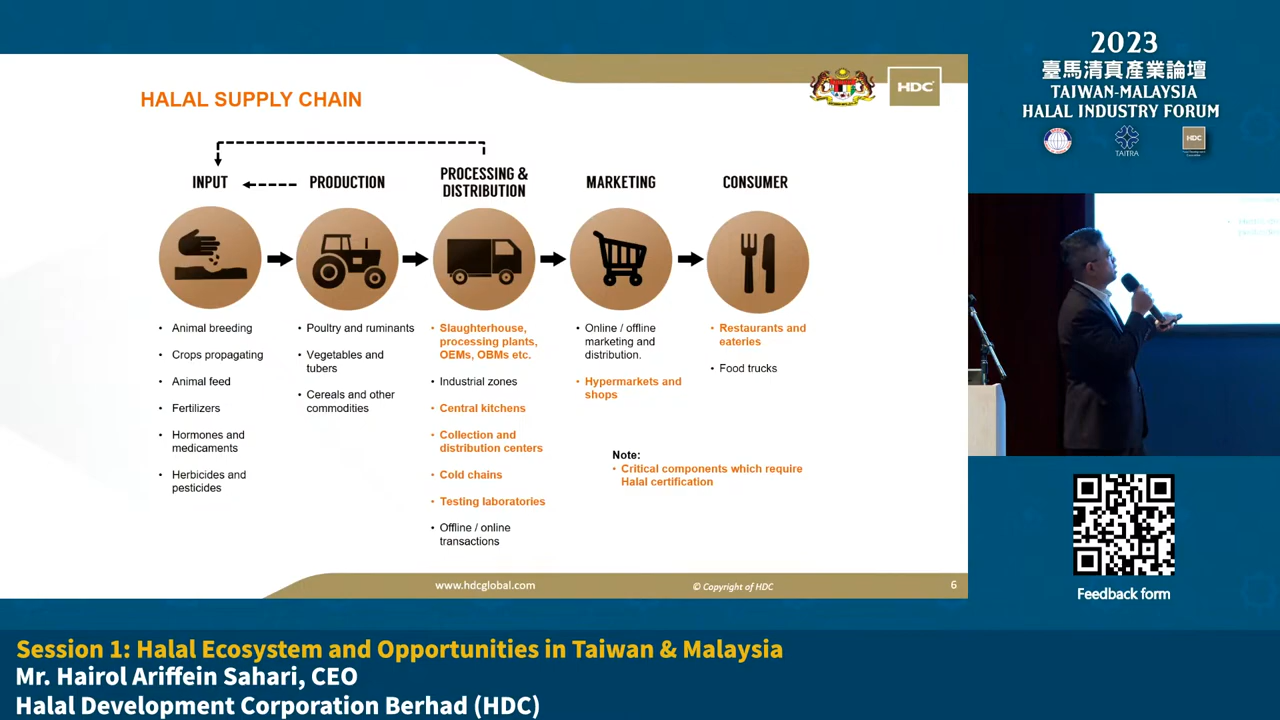 HALAL SUPPLY CHAIN
HDC
INPUT
PRODUCTION
PROCESSING &
DISTRIBUTION
MARKETING
CONSUMER
• Animal breeding
• Crops propagating
• Animal feed
• Fertilizers
• Hormones and
medicaments
• Herbicides and
pesticides
• Poultry and ruminants
• Vegetables and
tubers
• Cereals and other
commodities
• Slaughterhouse,
processing plants,
OEMs, OBMs etc.
• Industrial zones
• Central kitchens
• Collection and
distribution centers
• Cold chains
• Testing laboratories
• Offline / online
transactions
• Online / offline
marketing and
distribution.
• Hypermarkets and
shops
• Restaurants and
eateries
• Food trucks
Note:
• Critical components which require
Halal certification
www.hdcglobal.com
© Copyright of HDC
6
2023
臺馬清真產業論壇
TAIWAN-MALAYSIA
HALAL INDUSTRY FORUM
TAITRA
HDC
Feedback form
Session 1: Halal Ecosystem and Opportunities in Taiwan & Malaysia
Mr. Hairol Ariffein Sahari, CEO
Halal Development Corporation Berhad (HDC)